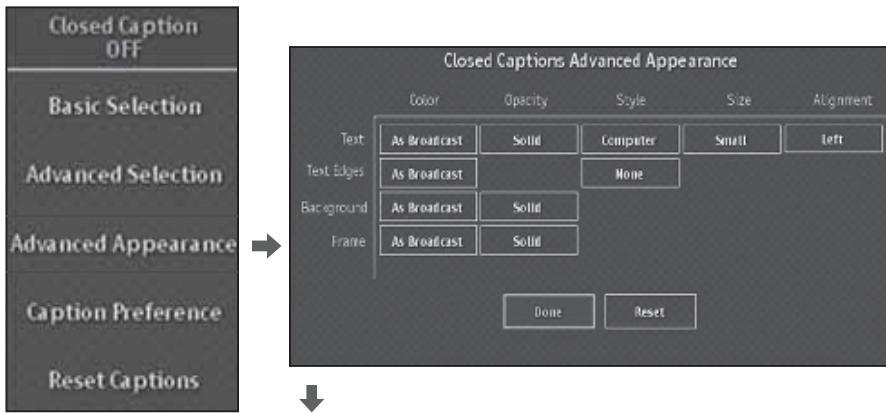 Closed Caption
OFF
Basic Selection
Advanced Selection
Advanced Appearance
Caption Preference
Reset Captions
Closed Captions Advanced Appearance
Color Opacity Style Size Alignment
Text As Broadcast Solid Computer Small Left
Text Edges As Broadcast None
Background As Broadcast Solid
Frame As Broadcast Solid
Done Reset